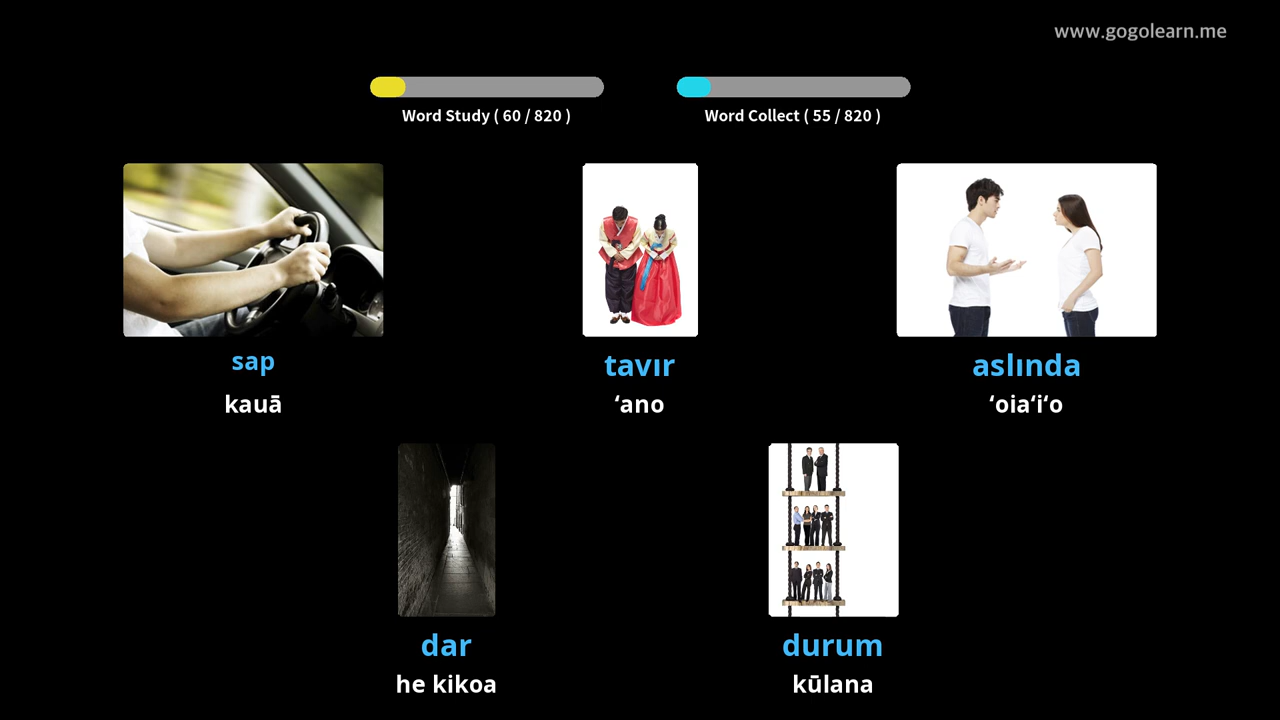 www.gogolearn.me
Word Study ( 60 / 820 )
Word Collect ( 55 / 820 )
sap
kauā
tavır
ʻano
aslında
ʻoiaʻiʻo
dar
he kikoa
durum
kūlana